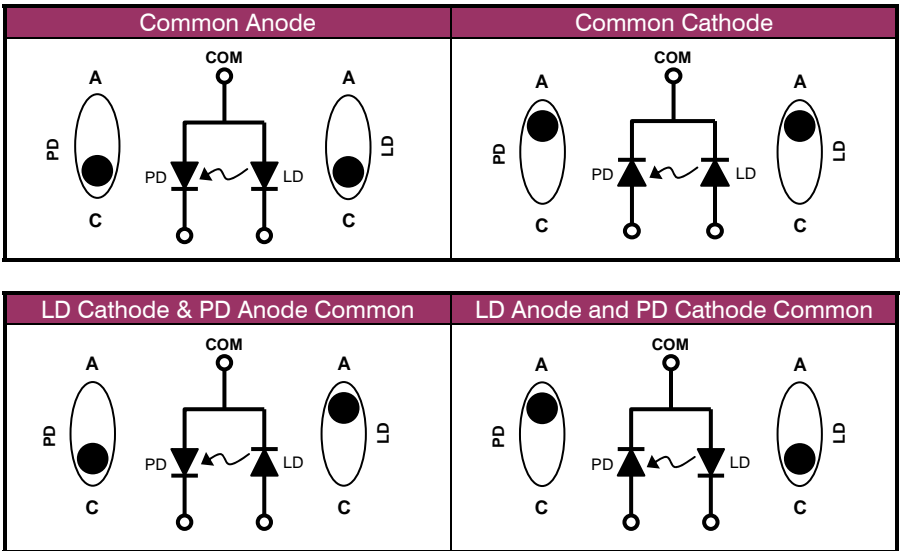 Common Anode
Common Cathode
COM
A
A
PD
PD
LD
LD
C
C
COM
A
A
PD
PD
LD
LD
C
C
LD Cathode & PD Anode Common
LD Anode and PD Cathode Common
COM
A
A
PD
PD
LD
LD
C
C
COM
A
A
PD
PD
LD
LD
C
C